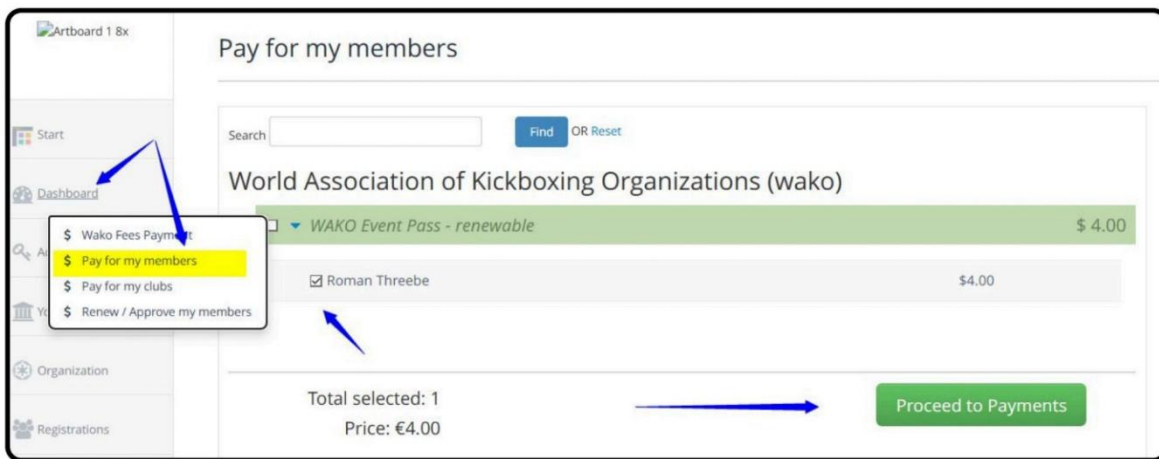 Artboard 1 8x
Pay for my members
Start
Search
Find
OR Reset
Dashboard
World Association of Kickboxing Organizations (wako)
WAKO Event Pass - renewable
$ 4.00
$ Wako Fees Payment
$ Pay for my members
$ Pay for my clubs
$ Renew / Approve my members
Roman Threebe
$4.00
Organization
Total selected: 1
Price: €4.00
Proceed to Payments
Registrations